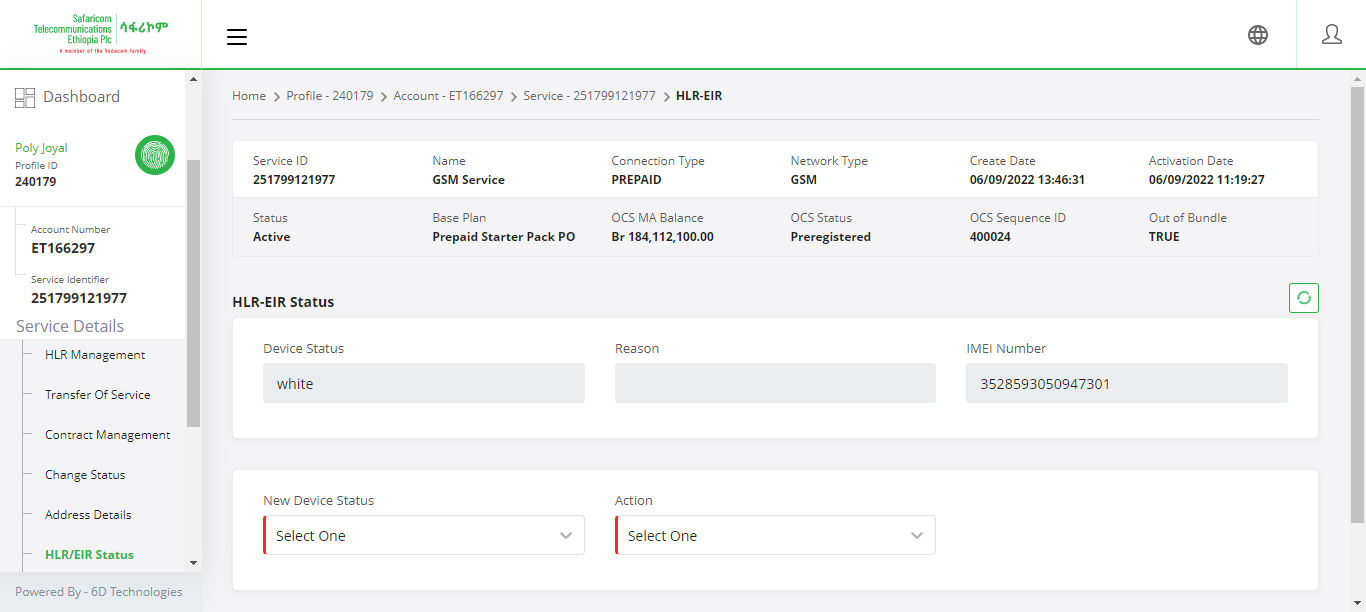 Safaricom
Telecommunications
Ethiopia Plc
ሳፋሪኮም
A member of the Vodacom family
Dashboard
Poly Joyal
Profile ID
240179
Account Number
ET166297
Service Identifier
251799121977
Service Details
HLR Management
Transfer Of Service
Contract Management
Change Status
Address Details
HLR/EIR Status
Powered By - 6D Technologies
Home > Profile - 240179 > Account - ET166297 > Service - 251799121977 > HLR-EIR
Service ID Name Connection Type Network Type Create Date Activation Date
251799121977 GSM Service PREPAID GSM 06/09/2022 13:46:31 06/09/2022 11:19:27
Status Base Plan OCS MA Balance OCS Status OCS Sequence ID Out of Bundle
Active Prepaid Starter Pack PO Br 184,112,100.00 Preregistered 400024 TRUE
HLR-EIR Status
Device Status Reason IMEI Number
white 3528593050947301
New Device Status Action
Select One Select One